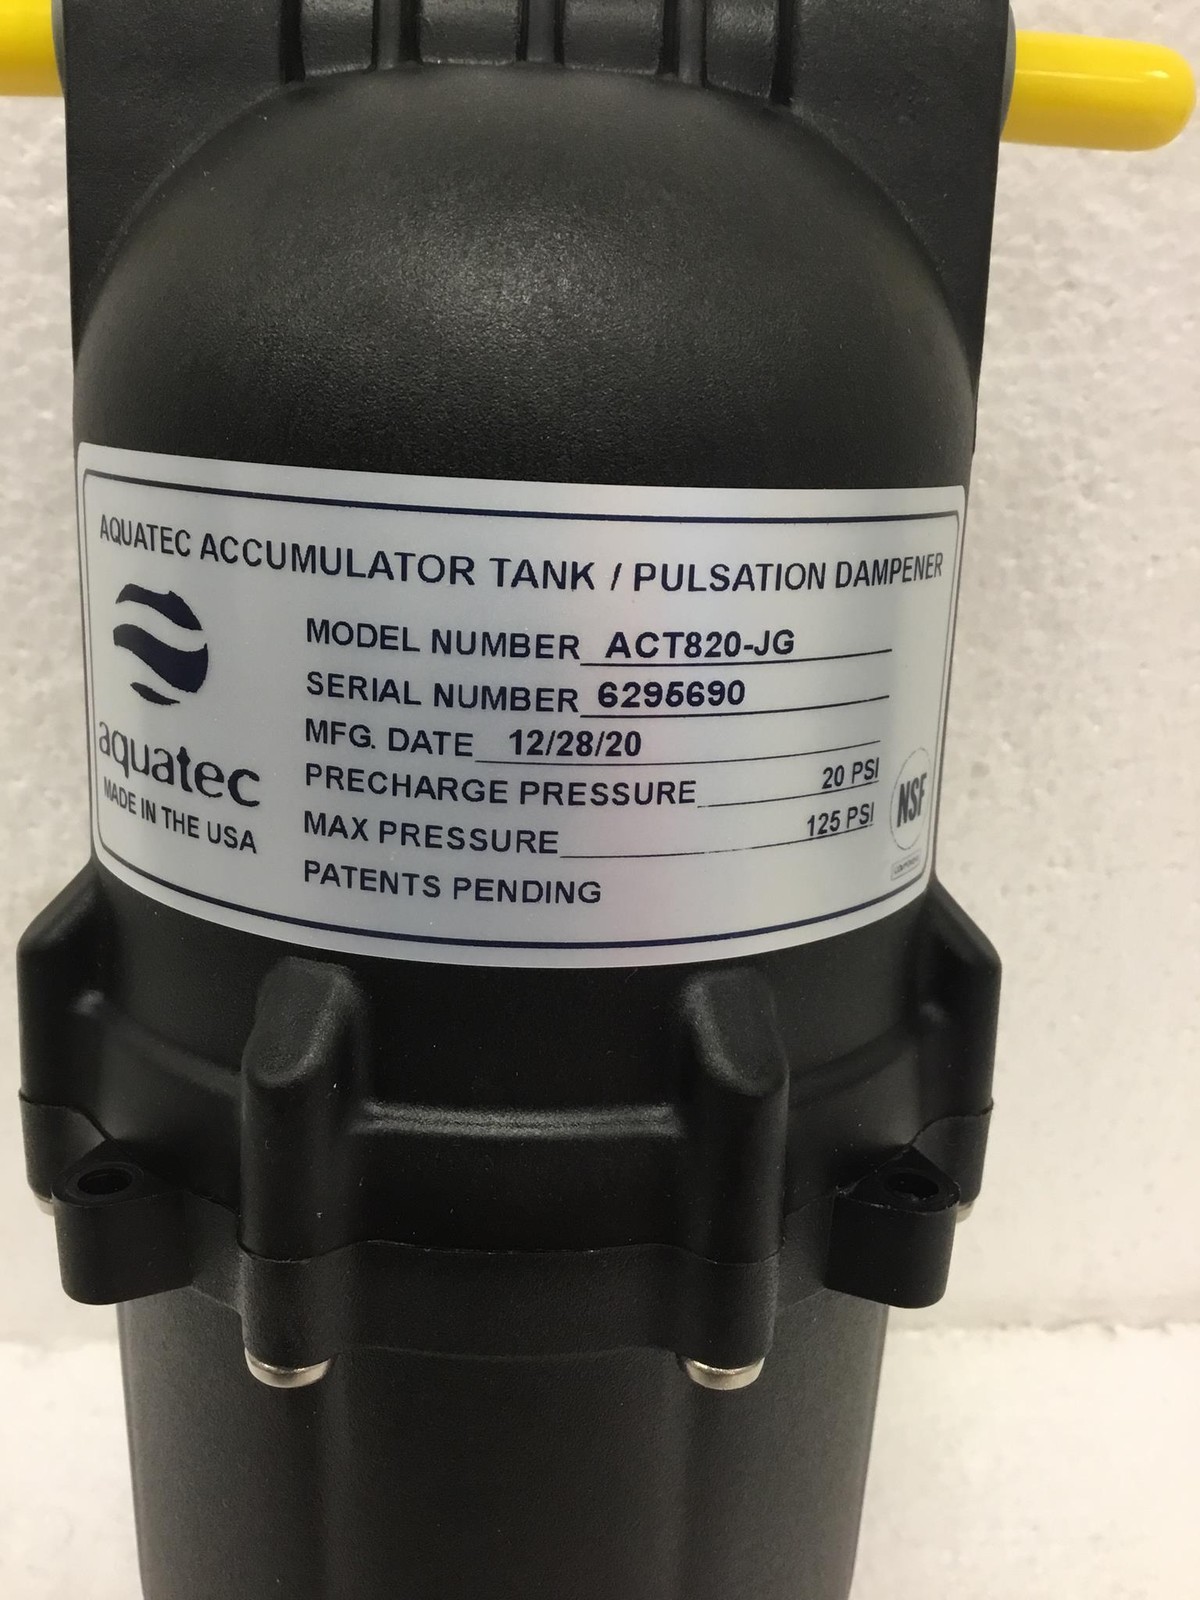 AQUATEC ACCUMULATOR TANK / PULSATION DAMPENER
MODEL NUMBER ACT820-JG
SERIAL NUMBER 6295690
MFG. DATE 12/28/20
PRECHARGE PRESSURE 20 PSI
MAX PRESSURE 125 PSI
PATENTS PENDING
aquatec
MADE IN THE USA
NSF